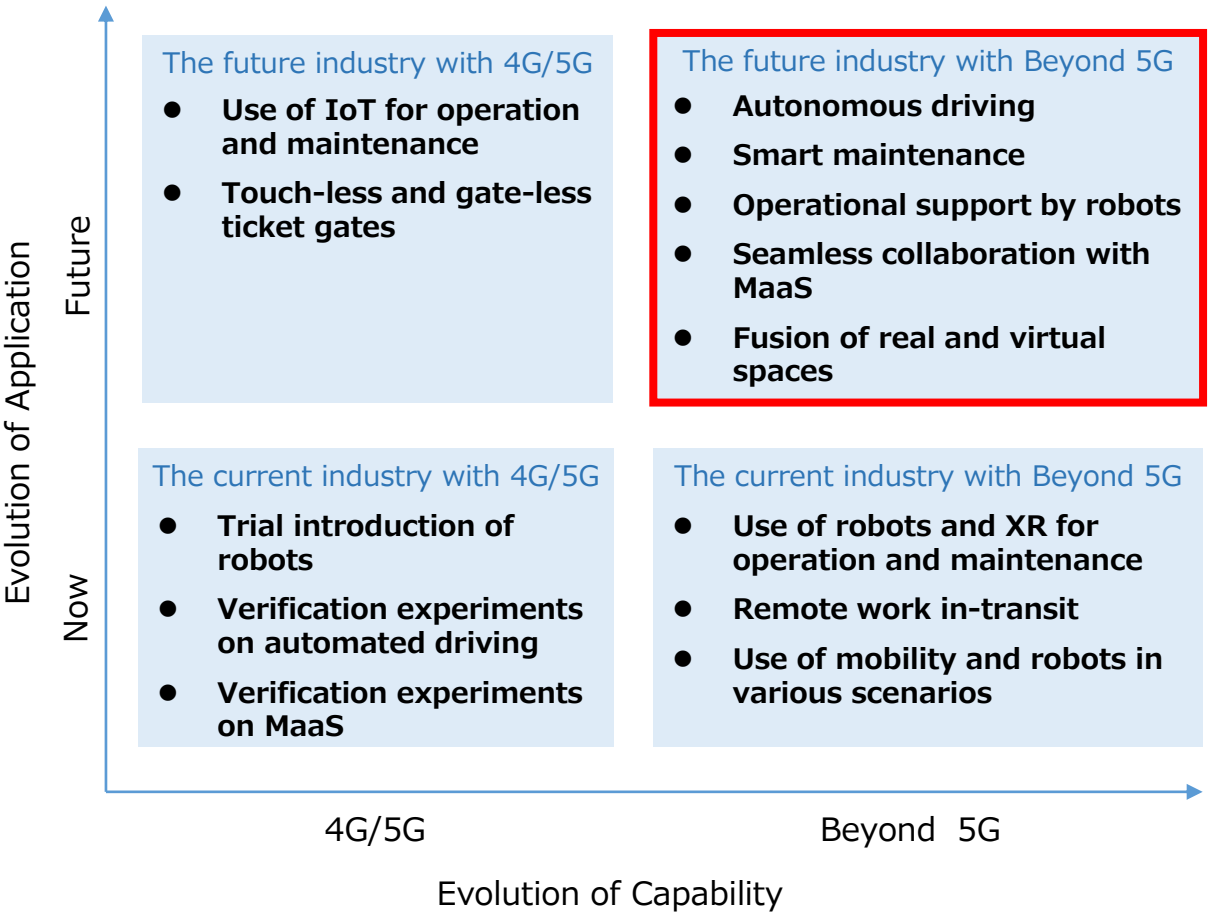 Evolution of Application
Future
Now
The future industry with 4G/5G
● Use of IoT for operation
and maintenance
● Touch-less and gate-less
ticket gates
The future industry with Beyond 5G
● Autonomous driving
● Smart maintenance
● Operational support by robots
● Seamless collaboration with
MaaS
● Fusion of real and virtual
spaces
The current industry with 4G/5G
● Trial introduction of
robots
● Verification experiments
on automated driving
● Verification experiments
on MaaS
The current industry with Beyond 5G
● Use of robots and XR for
operation and maintenance
● Remote work in-transit
● Use of mobility and robots in
various scenarios
4G/5G
Beyond 5G
Evolution of Capability